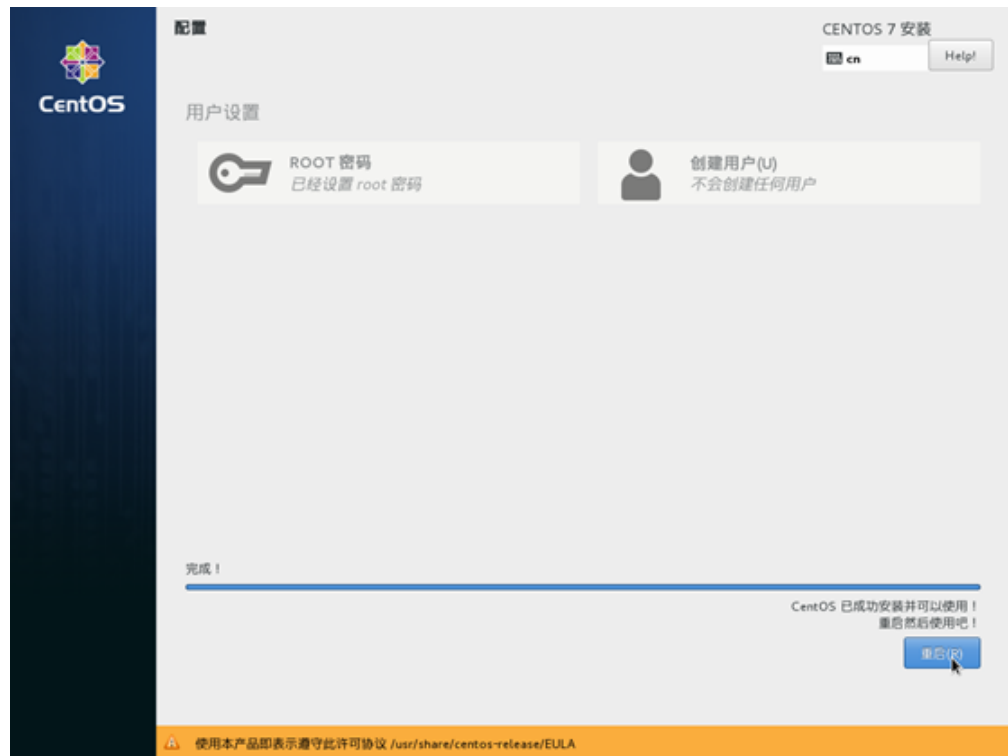 CentOS
配置
CENTOS 7 安装
cn
Help!
用户设置
ROOT 密码
已经设置 root 密码
创建用户(U)
不会创建任何用户
完成！
CentOS 已成功安装并可以使用！
重启然后使用吧！
重启(R)
使用本产品即表示遵守此许可协议 /usr/share/centos-release/EULA